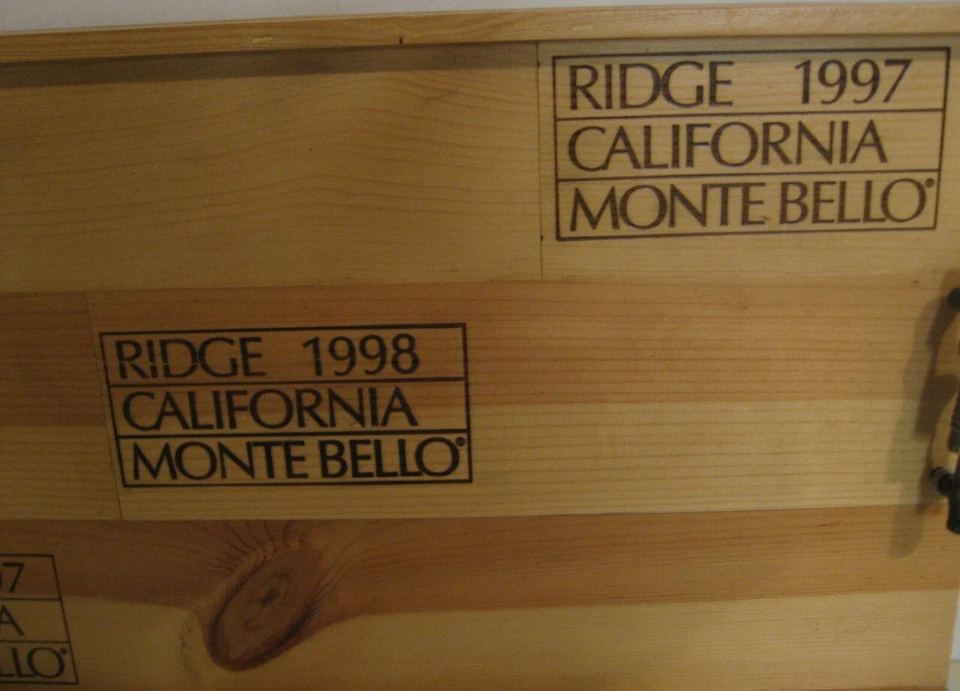 RIDGE 1997
CALIFORNIA
MONTE BELLO®
RIDGE 1998
CALIFORNIA
MONTE BELLO®